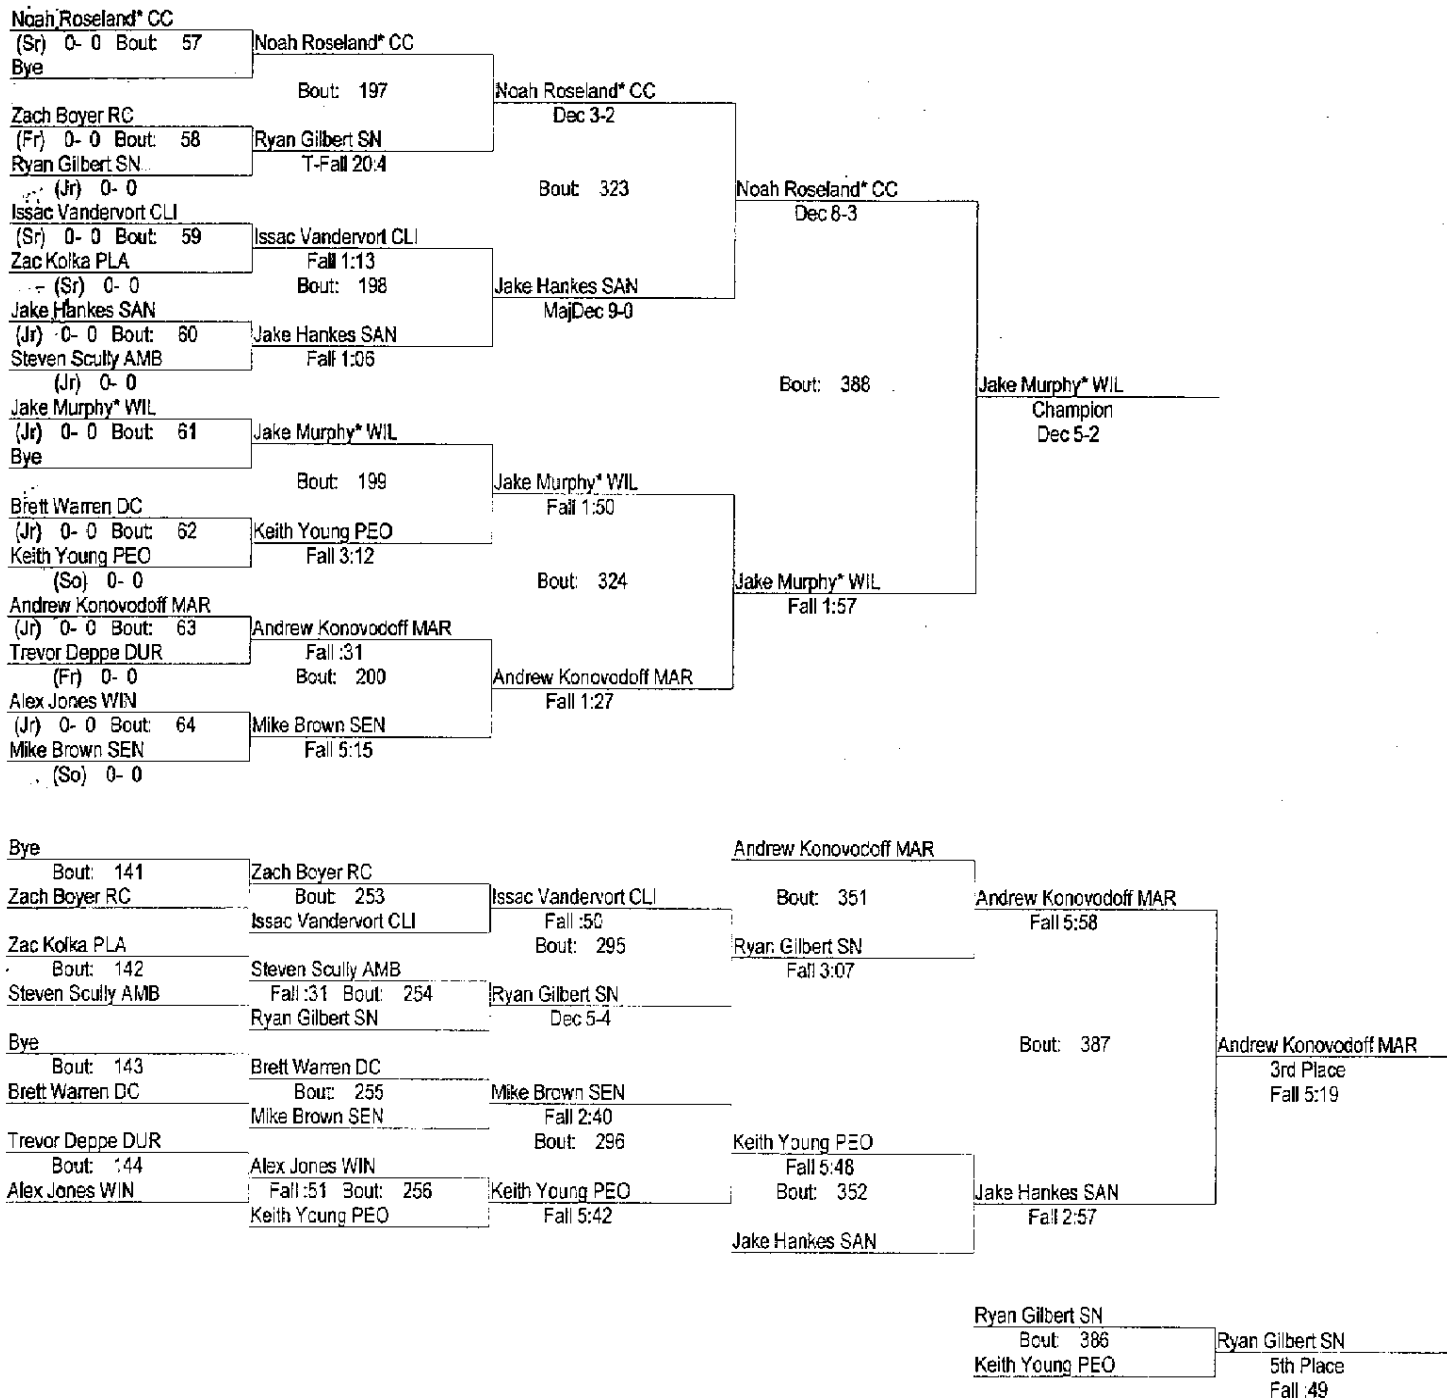 Noah Roseland* CC
(Sr) 0- 0 Bout: 57
Bye
Zach Boyer RC
(Fr) 0- 0 Bout: 58
Ryan Gilbert SN
(Jr) 0- 0
Issac Vandervort CLI
(Sr) 0- 0 Bout: 59
Zac Kolka PLA
(Sr) 0- 0
Jake Hankes SAN
(Jr) 0- 0 Bout: 60
Steven Scully AMB
(Jr) 0- 0
Jake Murphy* WIL
(Jr) 0- 0 Bout: 61
Bye
Brett Warren DC
(Jr) 0- 0 Bout: 62
Keith Young PEO
(So) 0- 0
Andrew Konovodoff MAR
(Jr) 0- 0 Bout: 63
Trevor Deppe DUR
(Fr) 0- 0
Alex Jones WIN
(Jr) 0- 0 Bout: 64
Mike Brown SEN
(So) 0- 0
Noah Roseland* CC
Bout: 197
Ryan Gilbert SN
T-Fall 20:4
Issac Vandervort CLI
Fall 1:13
Bout: 198
Jake Hankes SAN
Fall 1:06
Jake Murphy* WIL
Bout: 199
Keith Young PEO
Fall 3:12
Andrew Konovodoff MAR
Fall :31
Bout: 200
Mike Brown SEN
Fall 5:15
Noah Roseland* CC
Dec 3-2
Bout: 323
Jake Hankes SAN
MajDec 9-0
Jake Murphy* WIL
Fall 1:50
Bout: 324
Andrew Konovodoff MAR
Fall 1:27
Noah Roseland* CC
Dec 8-3
Bout: 388
Jake Murphy* WIL
Fall 1:57
Jake Murphy* WIL
Champion
Dec 5-2
Bye
Bout: 141
Zach Boyer RC
Zac Kolka PLA
Bout: 142
Steven Scully AMB
Bye
Bout: 143
Brett Warren DC
Trevor Deppe DUR
Bout: 144
Alex Jones WIN
Zach Boyer RC
Bout: 253
Issac Vandervort CLI
Steven Scully AMB
Fall :31 Bout: 254
Ryan Gilbert SN
Brett Warren DC
Bout: 255
Mike Brown SEN
Alex Jones WIN
Fall :51 Bout: 256
Keith Young PEO
Issac Vandervort CLI
Fall :50
Bout: 295
Ryan Gilbert SN
Dec 5-4
Mike Brown SEN
Fall 2:40
Bout: 296
Keith Young PEO
Fall 5:42
Andrew Konovodoff MAR
Bout: 351
Ryan Gilbert SN
Fall 3:07
Keith Young PEO
Fall 5:48
Bout: 352
Jake Hankes SAN
Andrew Konovodoff MAR
Fall 5:58
Bout: 387
Jake Hankes SAN
Fall 2:57
Andrew Konovodoff MAR
3rd Place
Fall 5:19
Ryan Gilbert SN
Bout: 386
Keith Young PEO
Ryan Gilbert SN
5th Place
Fall :49